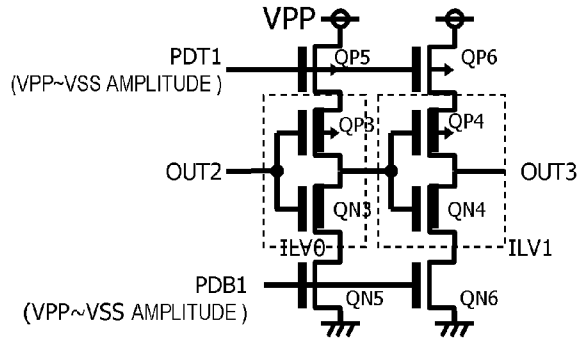 VPP
PDT1
QP5
QP6
(VPP~VSS AMPLITUDE)
QP3
QP4
OUT2
OUT3
QN3
QN4
ILV0
ILV1
PDB1
QN5
QN6
(VPP~VSS AMPLITUDE)